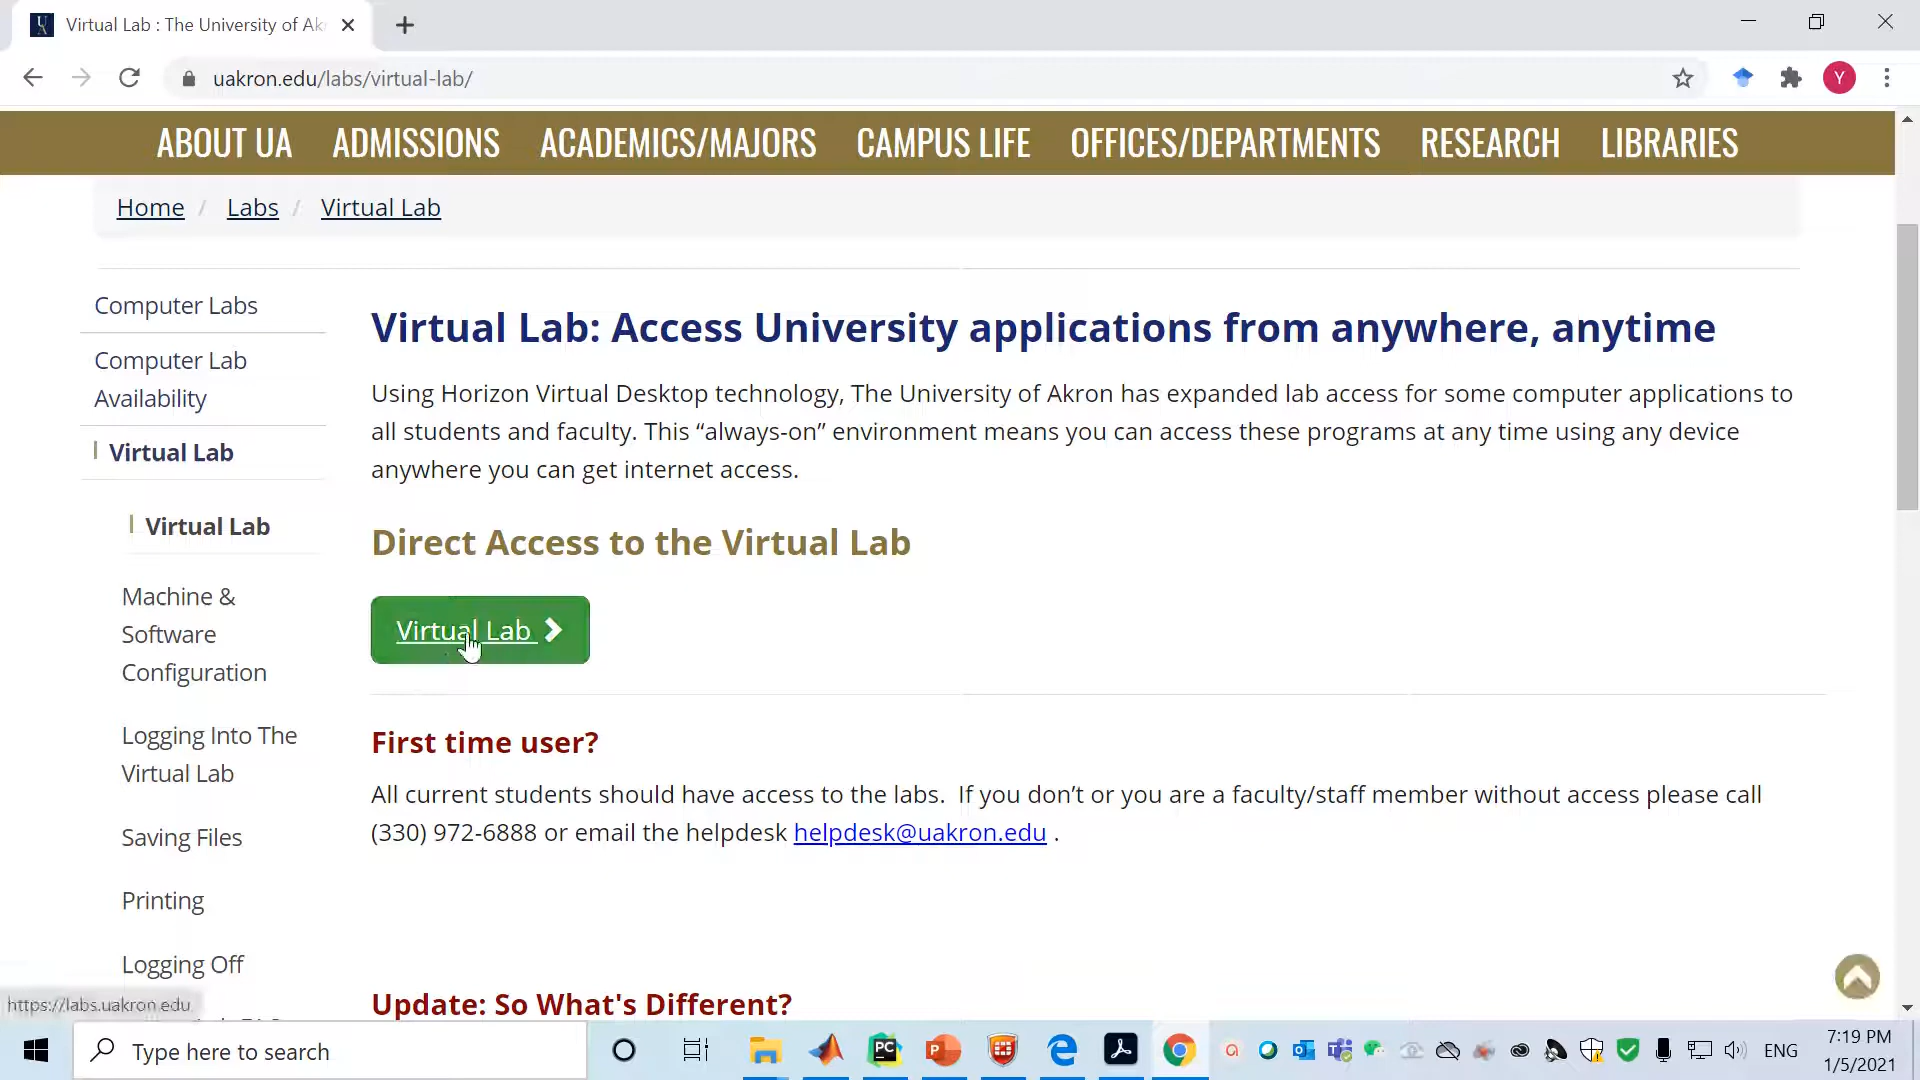 Virtual Lab : The University of Ak
uakron.edu/labs/virtual-lab/
Y
ABOUT UA ADMISSIONS ACADEMICS/MAJORS CAMPUS LIFE OFFICES/DEPARTMENTS RESEARCH LIBRARIES
Home / Labs / Virtual Lab
Computer Labs
Computer Lab
Availability
Virtual Lab
Virtual Lab
Machine &
Software
Configuration
Logging Into The
Virtual Lab
Saving Files
Printing
Logging Off
Virtual Lab: Access University applications from anywhere, anytime
Using Horizon Virtual Desktop technology, The University of Akron has expanded lab access for some computer applications to
all students and faculty. This “always-on” environment means you can access these programs at any time using any device
anywhere you can get internet access.
Direct Access to the Virtual Lab
Virtual Lab
First time user?
All current students should have access to the labs. If you don’t or you are a faculty/staff member without access please call
(330) 972-6888 or email the helpdesk helpdesk@uakron.edu .
Update: So What's Different?
https://labs.uakron.edu
Type here to search
PC
P
ENG
7:19 PM
1/5/2021